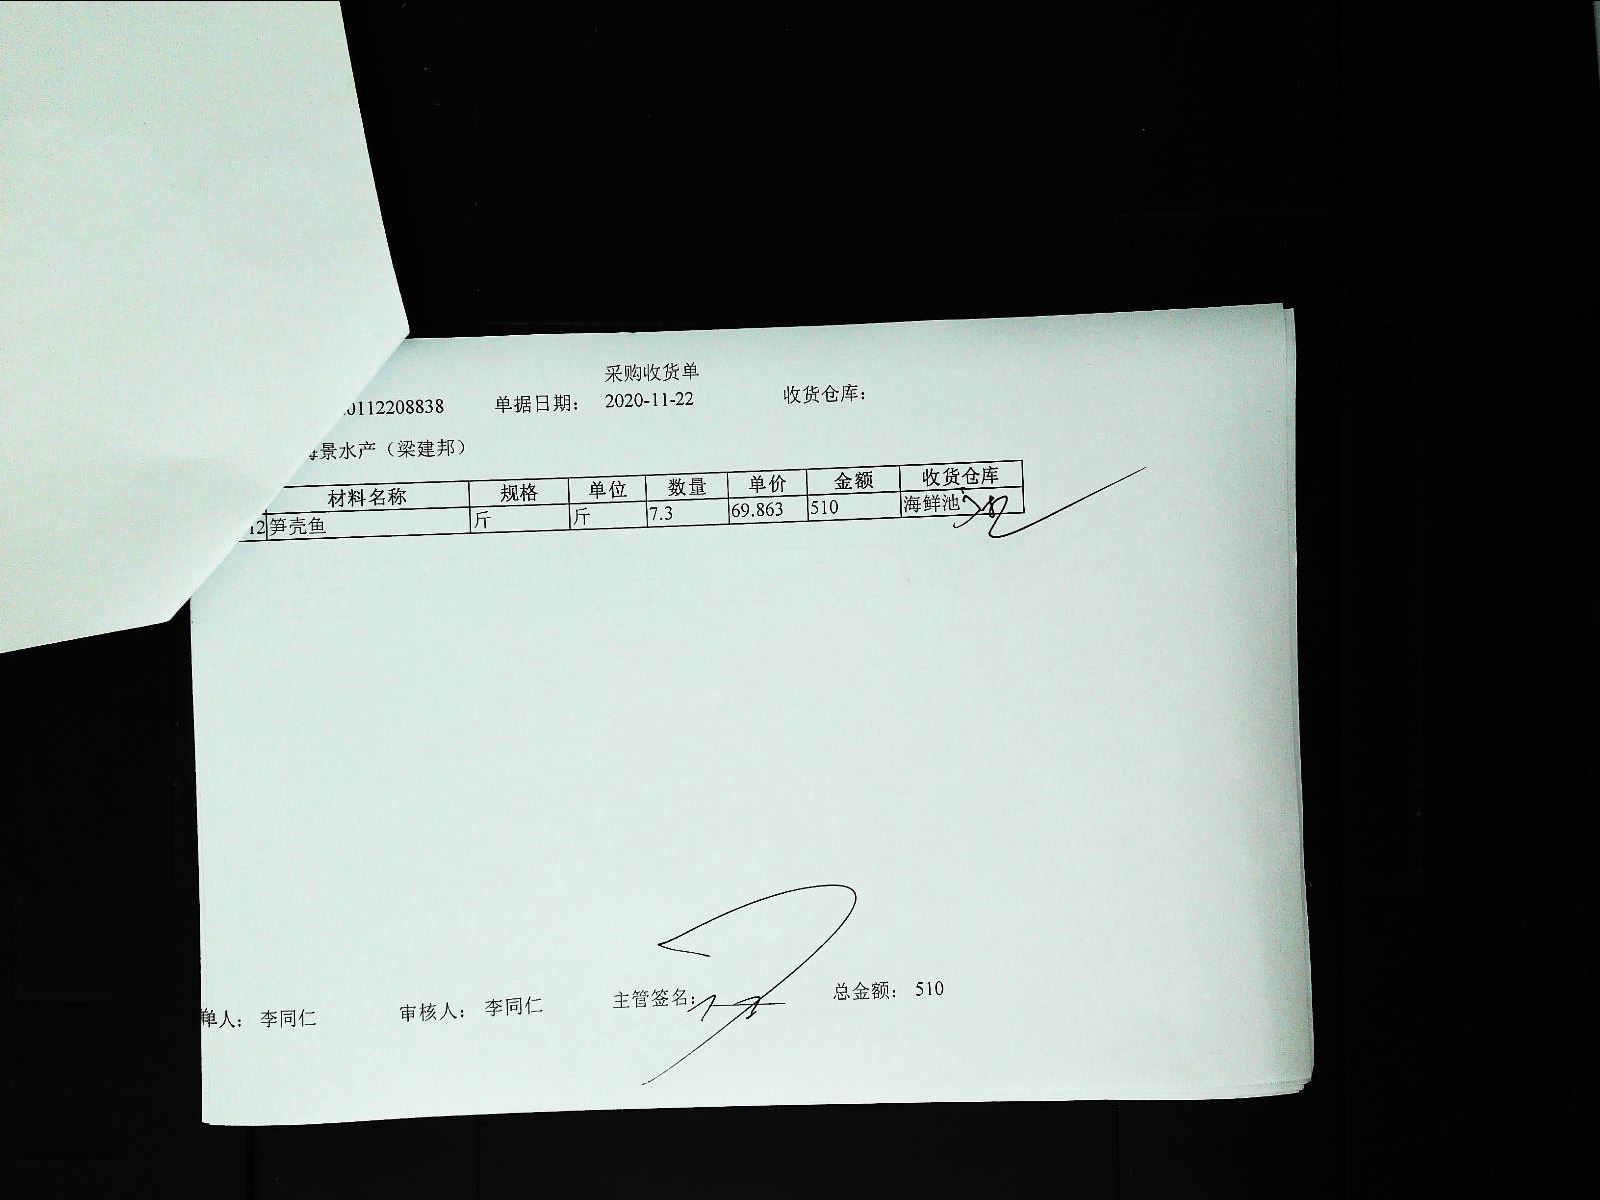 采购收货单
0112208838 单据日期： 2020-11-22 收货仓库：
景水产（梁建邦）
材料名称 规格 单位 数量 单价 金额 收货仓库
12 笋壳鱼 斤 斤 7.3 69.863 510 海鲜池
单人： 李同仁 审核人： 李同仁 主管签名： 总金额： 510